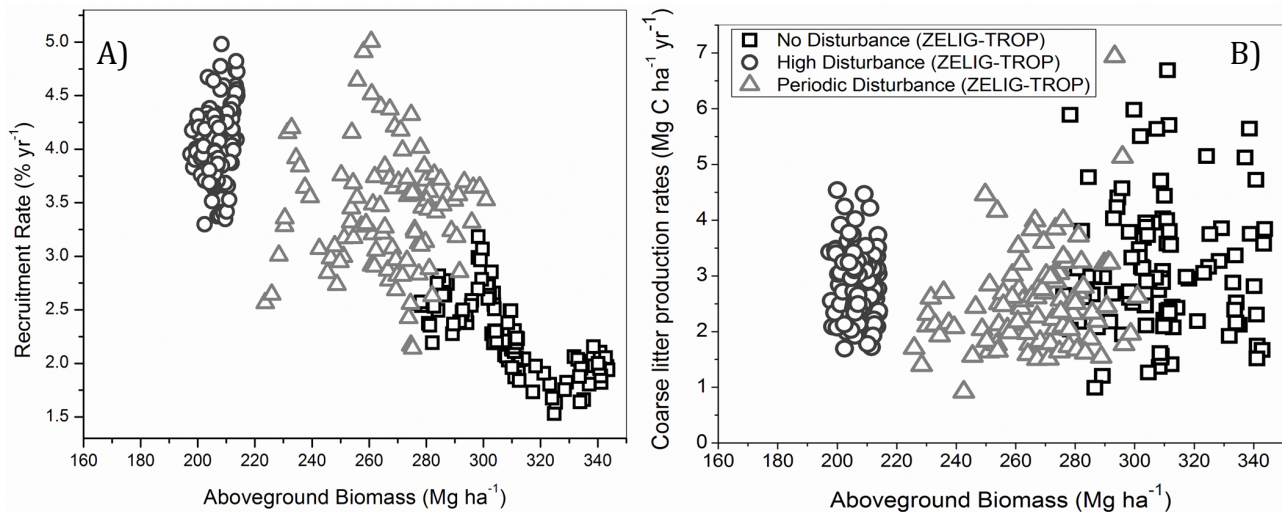 A)
Recruitment Rate (% yr⁻¹)
5.0
4.5
4.0
3.5
3.0
2.5
2.0
1.5
160 180 200 220 240 260 280 300 320 340
Aboveground Biomass (Mg ha⁻¹)
B)
No Disturbance (ZELIG-TROP)
High Disturbance (ZELIG-TROP)
Periodic Disturbance (ZELIG-TROP)
Coarse litter production rates (Mg C ha⁻¹ yr⁻¹)
7
6
5
4
3
2
1
0
160 180 200 220 240 260 280 300 320 340
Aboveground Biomass (Mg ha⁻¹)